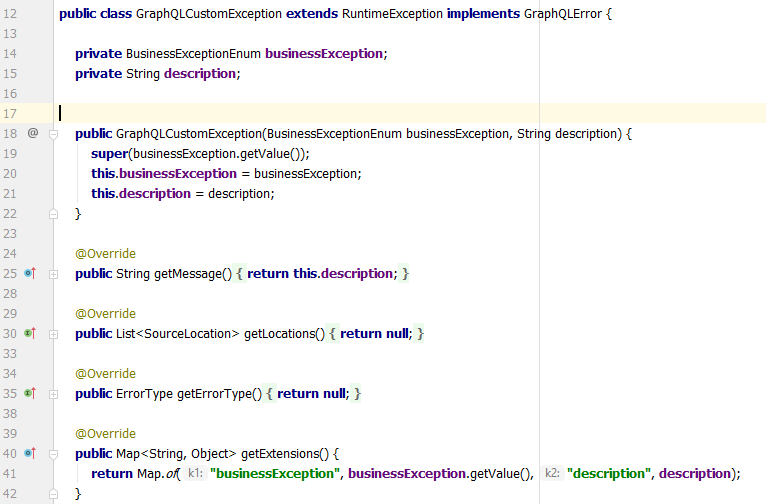 12 public class GraphQLCustomException extends RuntimeException implements GraphQLError {
13
14 private BusinessExceptionEnum businessException;
15 private String description;
16
17
18 @ public GraphQLCustomException(BusinessExceptionEnum businessException, String description) {
19 super(businessException.getValue());
20 this.businessException = businessException;
21 this.description = description;
22 }
23
24 @Override
25 public String getMessage() { return this.description; }
28
29 @Override
30 public List<SourceLocation> getLocations() { return null; }
33
34 @Override
35 public ErrorType getErrorType() { return null; }
38
39 @Override
40 public Map<String, Object> getExtensions() {
41 return Map.of( k1: "businessException", businessException.getValue(), k2: "description", description);
42 }